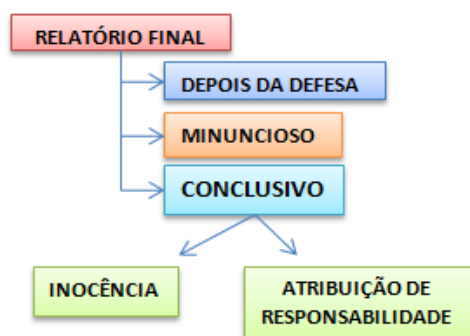 RELATÓRIO FINAL
DEPOIS DA DEFESA
MINUNCIOSO
CONCLUSIVO
INOCÊNCIA
ATRIBUIÇÃO DE
RESPONSABILIDADE